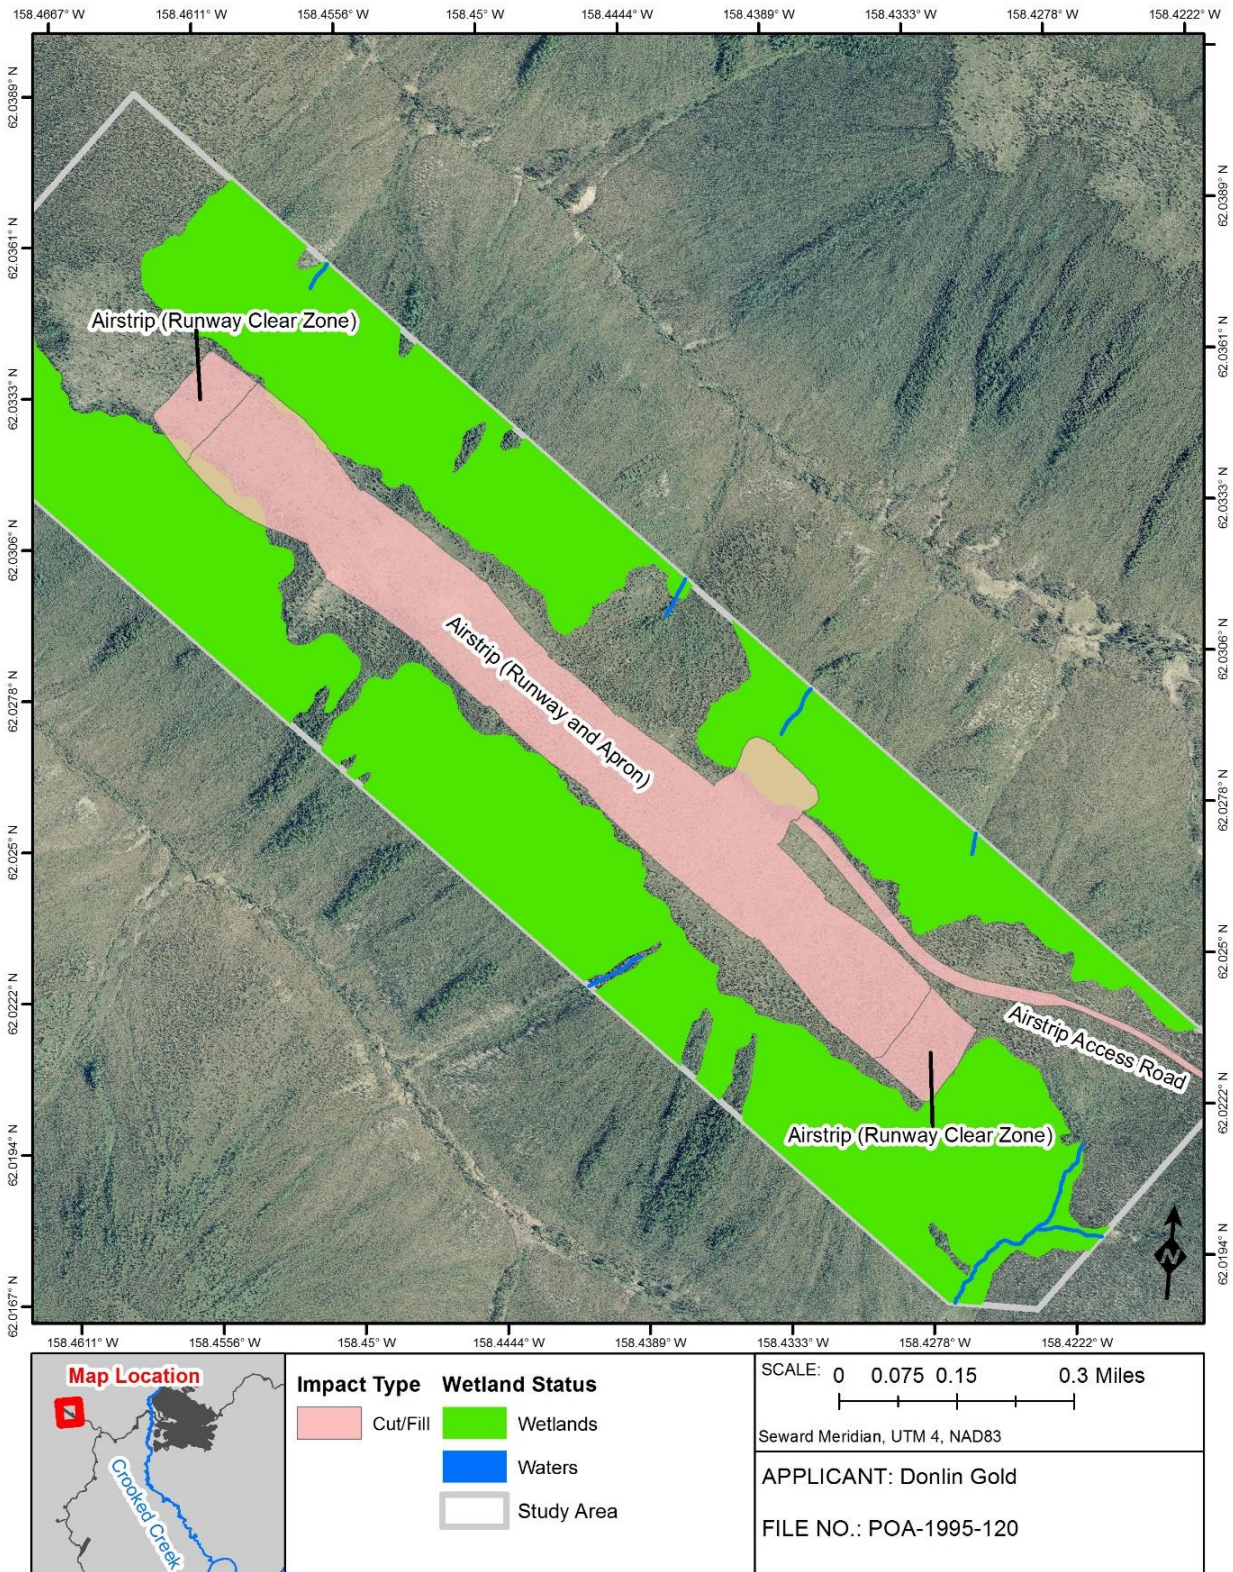 158.4667° W 158.4611° W 158.4556° W 158.45° W 158.4444° W 158.4389° W 158.4333° W 158.4278° W 158.4222° W
62.0389° N
62.0361° N
62.0333° N
62.0306° N
62.0278° N
62.025° N
62.0222° N
62.0194° N
62.0167° N
62.0389° N
62.0361° N
62.0333° N
62.0306° N
62.0278° N
62.025° N
62.0222° N
62.0194° N
Airstrip (Runway Clear Zone)
Airstrip (Runway and Apron)
Airstrip Access Road
Airstrip (Runway Clear Zone)
N
158.4611° W 158.4556° W 158.45° W 158.4444° W 158.4389° W 158.4333° W 158.4278° W 158.4222° W
Map Location
Crooked Creek
Impact Type
Cut/Fill
Wetland Status
Wetlands
Waters
Study Area
SCALE: 0 0.075 0.15 0.3 Miles
Seward Meridian, UTM 4, NAD83
APPLICANT: Donlin Gold
FILE NO.: POA-1995-120